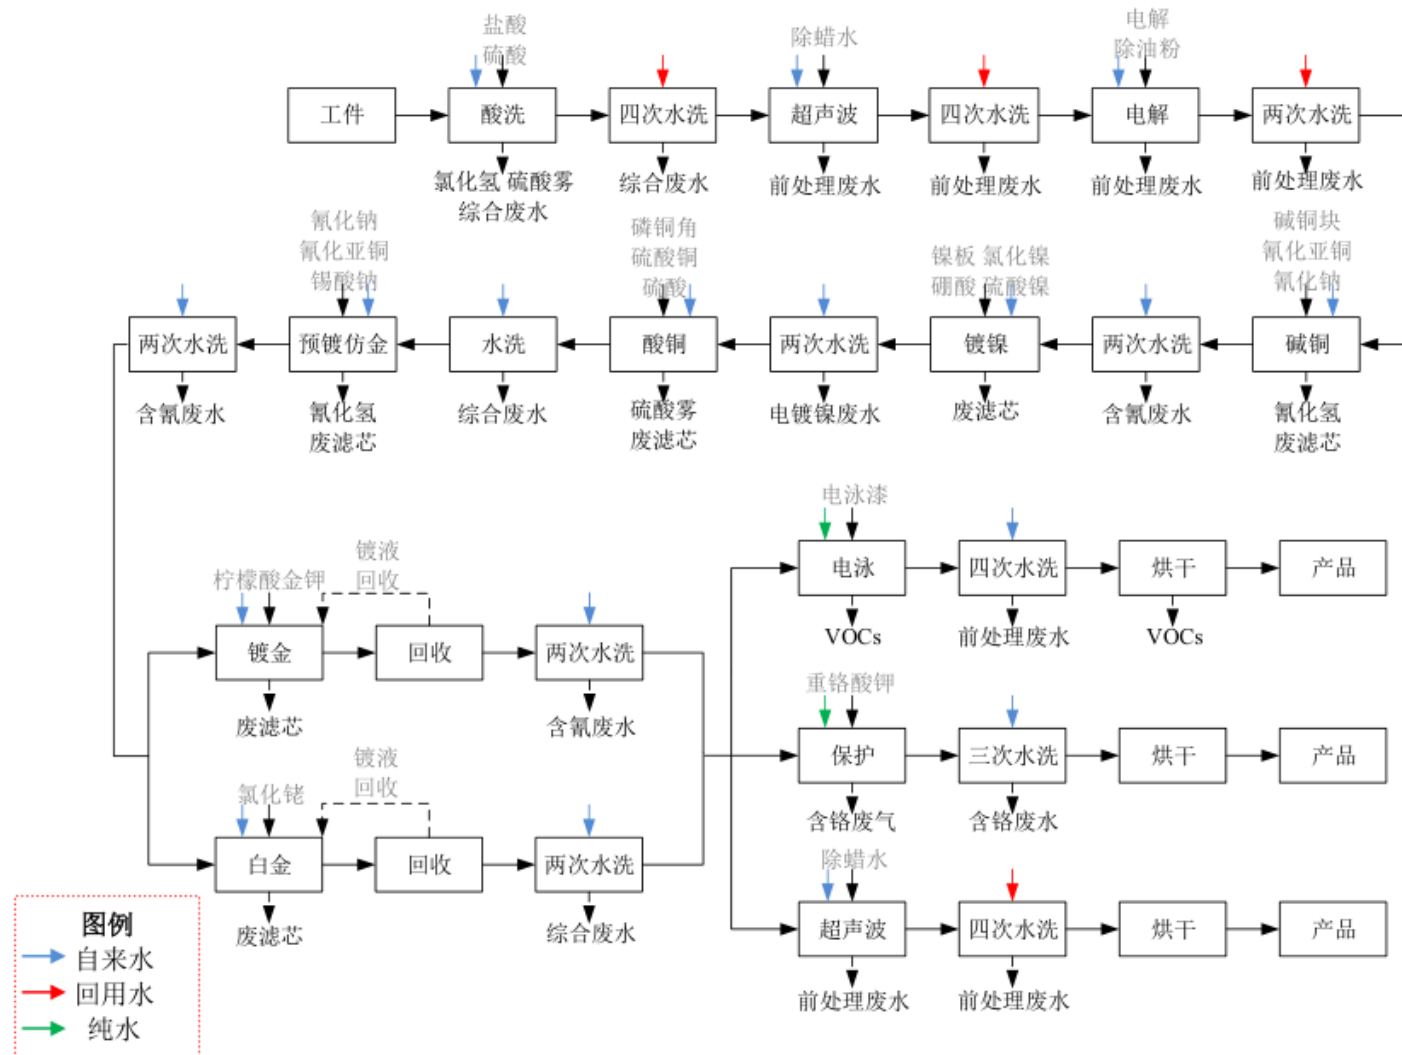 盐酸
硫酸
除蜡水
电解
除油粉
工件
酸洗
四次水洗
超声波
四次水洗
电解
两次水洗
氯化氢 硫酸雾
综合废水
综合废水
前处理废水
前处理废水
前处理废水
前处理废水
氰化钠
氰化亚铜
锡酸钠
磷铜角
硫酸铜
硫酸
镍板 氯化镍
硼酸 硫酸镍
碱铜块
氰化亚铜
氰化钠
两次水洗
预镀仿金
水洗
酸铜
两次水洗
镀镍
两次水洗
碱铜
含氰废水
氰化氢
废滤芯
综合废水
硫酸雾
废滤芯
电镀镍废水
废滤芯
含氰废水
氰化氢
废滤芯
柠檬酸金钾
镀液
回收
镀金
回收
两次水洗
废滤芯
含氰废水
氯化铑
镀液
回收
白金
回收
两次水洗
废滤芯
综合废水
电泳漆
电泳
四次水洗
烘干
产品
VOCs
前处理废水
VOCs
重铬酸钾
保护
三次水洗
烘干
产品
含铬废气
含铬废水
除蜡水
超声波
四次水洗
烘干
产品
前处理废水
前处理废水
图例
自来水
回用水
纯水